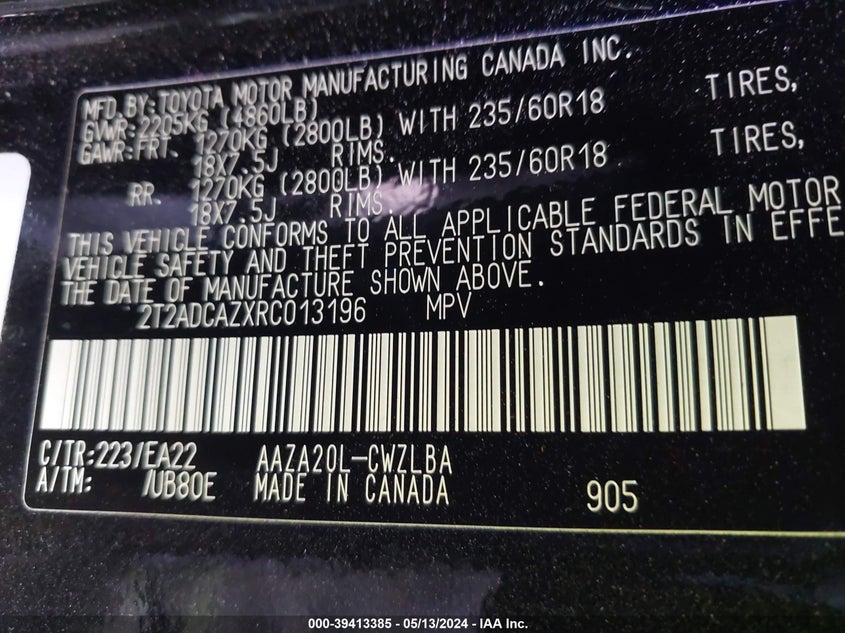 MFD.BY:TOYOTA MOTOR MANUFACTURING CANADA INC.
GVWR:2205KG (4860LB)
GAWR:FRT. 1270KG (2800LB) WITH 235/60R18 TIRES,
18X7.5J RIMS.
RR. 1270KG (2800LB) WITH 235/60R18 TIRES,
18X7.5J RIMS.
THIS VEHICLE CONFORMS TO ALL APPLICABLE FEDERAL MOTOR
VEHICLE SAFETY AND THEFT PREVENTION STANDARDS IN EFFE
THE DATE OF MANUFACTURE SHOWN ABOVE.
2T2ADCAZXRC013196 MPV
C/TR:223/EA22 AAZA20L-CWZLBA
A/TM: /UB80E MADE IN CANADA 905
000-39413385 - 05/13/2024 - IAA Inc.